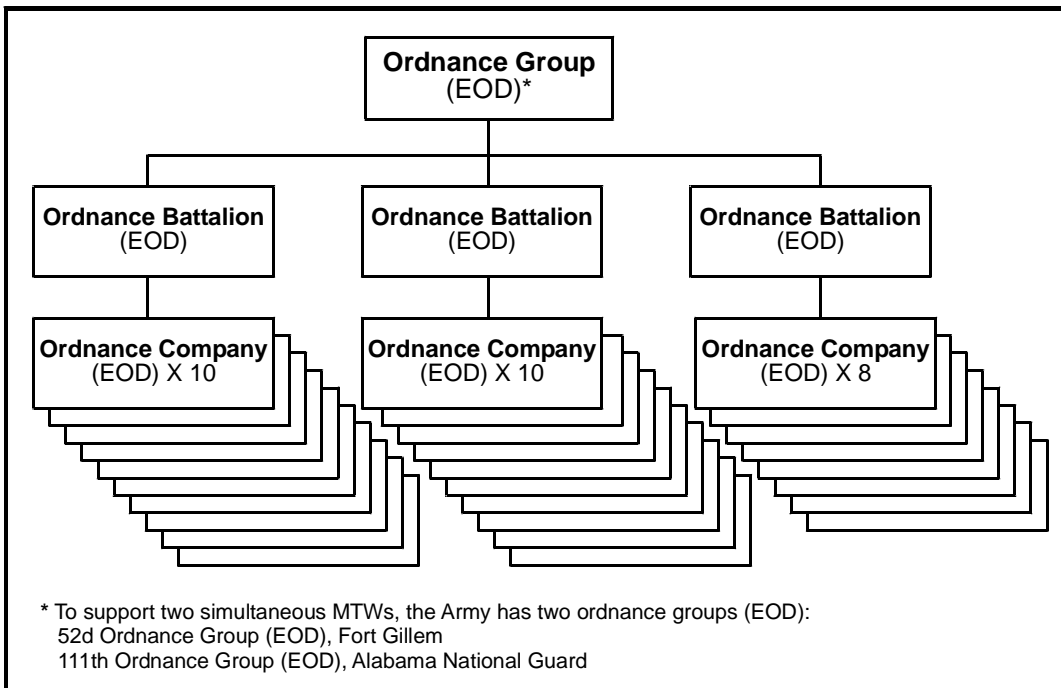 Ordnance Group
(EOD)*
Ordnance Battalion
(EOD)
Ordnance Battalion
(EOD)
Ordnance Battalion
(EOD)
Ordnance Company
(EOD) X 10
Ordnance Company
(EOD) X 10
Ordnance Company
(EOD) X 8
* To support two simultaneous MTWs, the Army has two ordnance groups (EOD):
52d Ordnance Group (EOD), Fort Gillem
111th Ordnance Group (EOD), Alabama National Guard